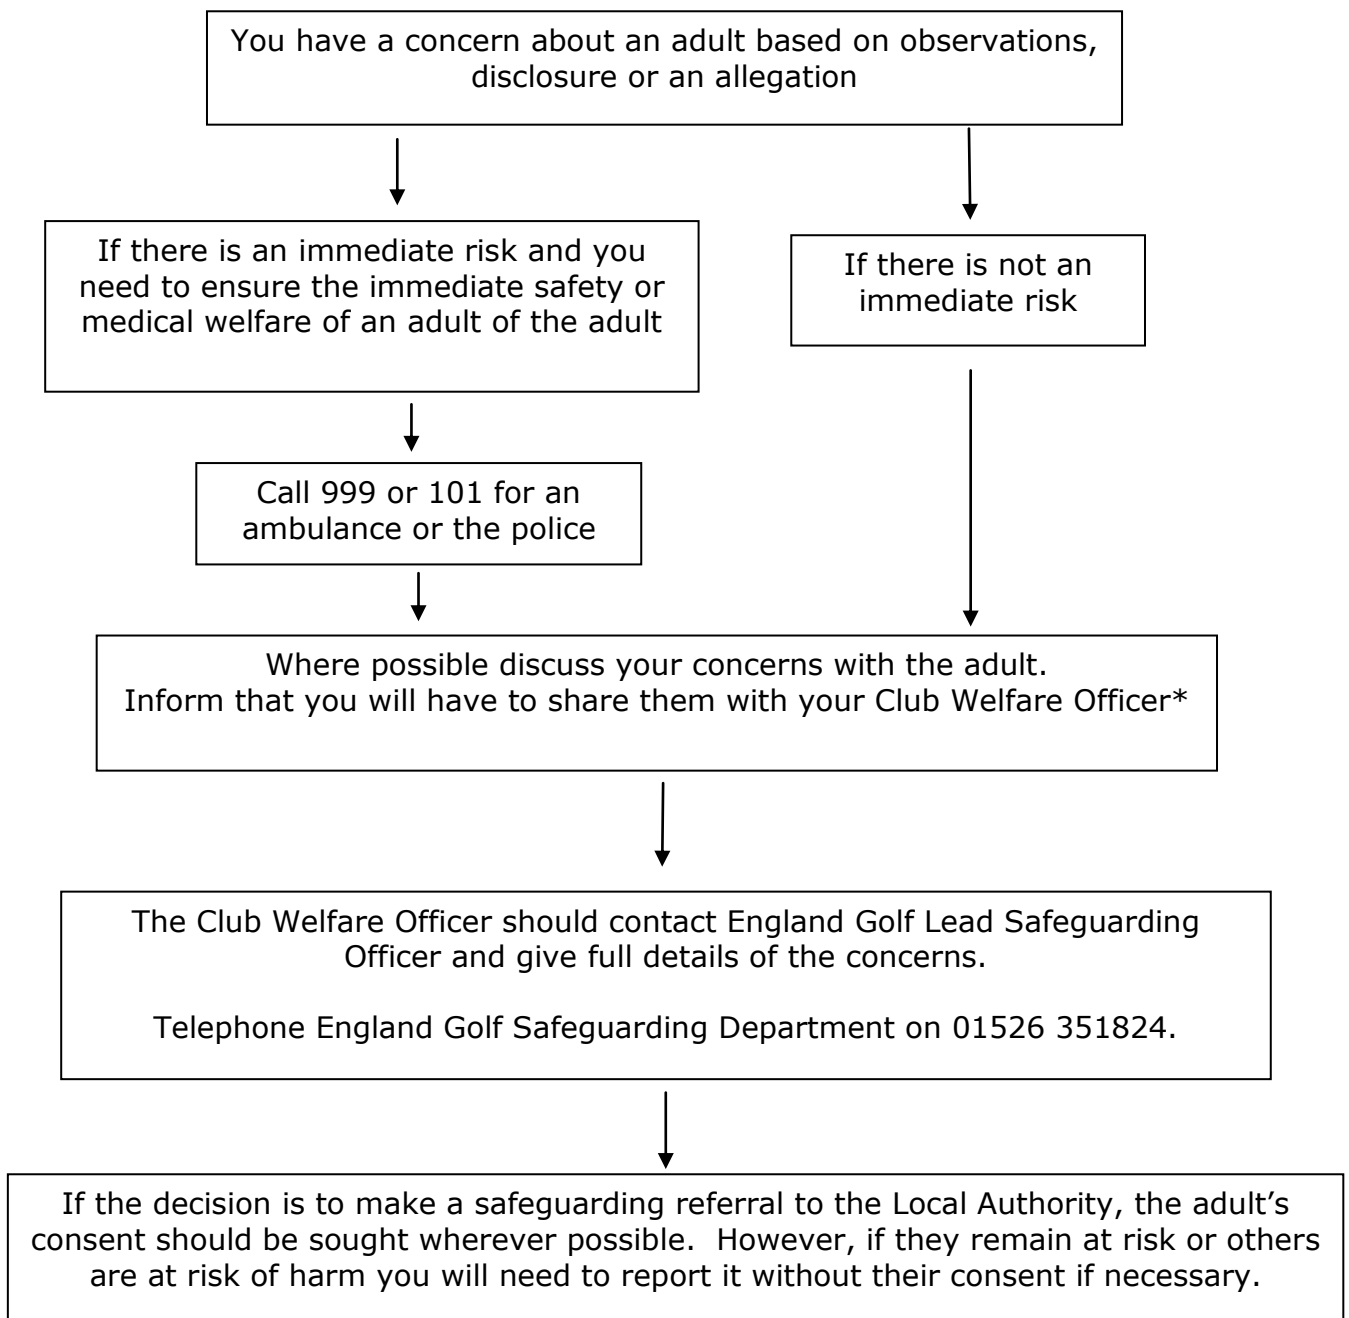 You have a concern about an adult based on observations,
disclosure or an allegation
If there is an immediate risk and you
need to ensure the immediate safety or
medical welfare of an adult of the adult
If there is not an
immediate risk
Call 999 or 101 for an
ambulance or the police
Where possible discuss your concerns with the adult.
Inform that you will have to share them with your Club Welfare Officer*
The Club Welfare Officer should contact England Golf Lead Safeguarding
Officer and give full details of the concerns.
Telephone England Golf Safeguarding Department on 01526 351824.
If the decision is to make a safeguarding referral to the Local Authority, the adult’s
consent should be sought wherever possible.  However, if they remain at risk or others
are at risk of harm you will need to report it without their consent if necessary.